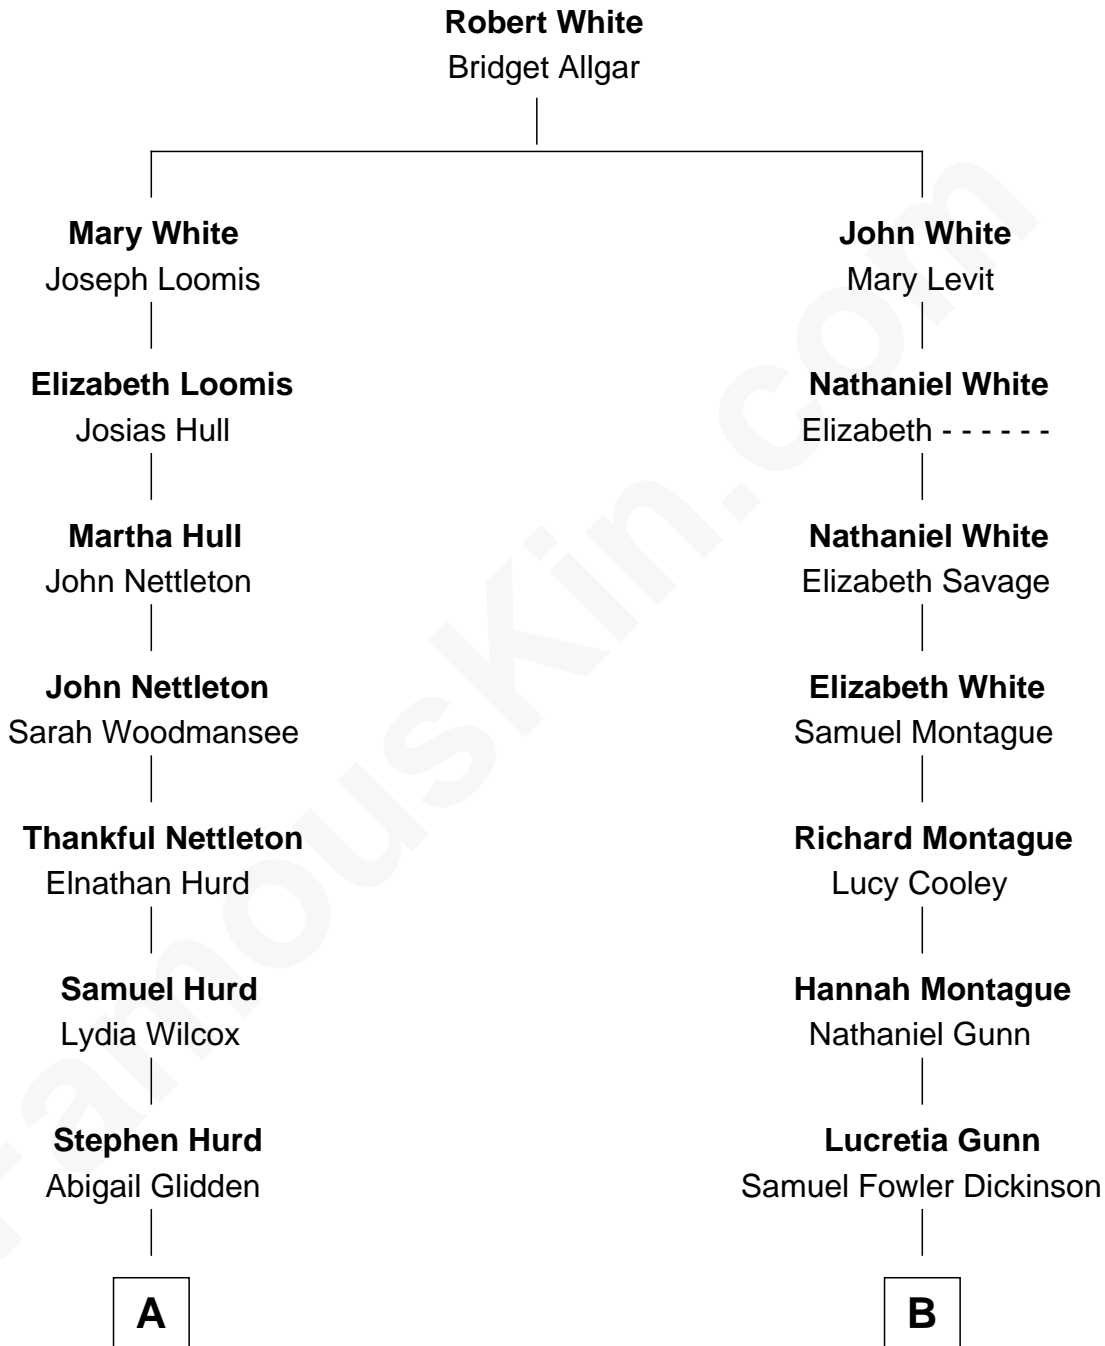 Robert White
Bridget Allgar
Mary White
Joseph Loomis
Elizabeth Loomis
Josias Hull
Martha Hull
John Nettleton
John Nettleton
Sarah Woodmansee
Thankful Nettleton
Elnathan Hurd
Samuel Hurd
Lydia Wilcox
Stephen Hurd
Abigail Glidden
A
John White
Mary Levit
Nathaniel White
Elizabeth - - - - - -
Nathaniel White
Elizabeth Savage
Elizabeth White
Samuel Montague
Richard Montague
Lucy Cooley
Hannah Montague
Nathaniel Gunn
Lucretia Gunn
Samuel Fowler Dickinson
B
FamousKin.com